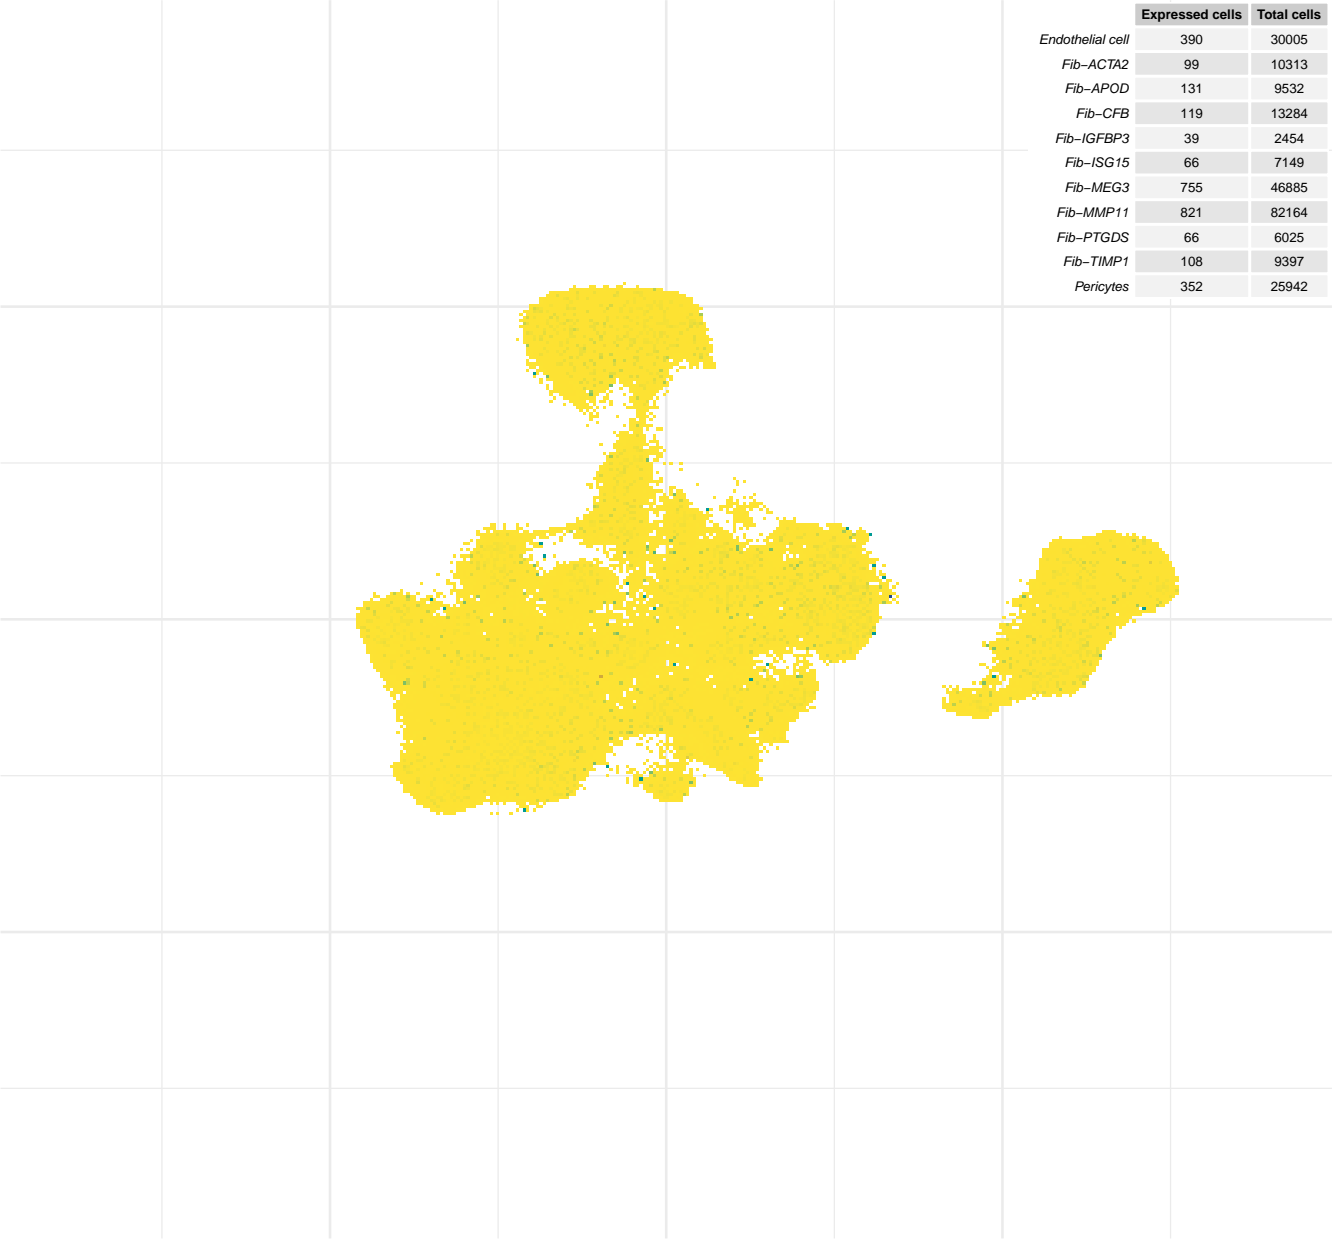 Expressed cells Total cells
Endothelial cell 390 30005
Fib−ACTA2 99 10313
Fib−APOD 131 9532
Fib−CFB 119 13284
Fib−IGFBP3 39 2454
Fib−ISG15 66 7149
Fib−MEG3 755 46885
Fib−MMP11 821 82164
Fib−PTGDS 66 6025
Fib−TIMP1 108 9397
Pericytes 352 25942